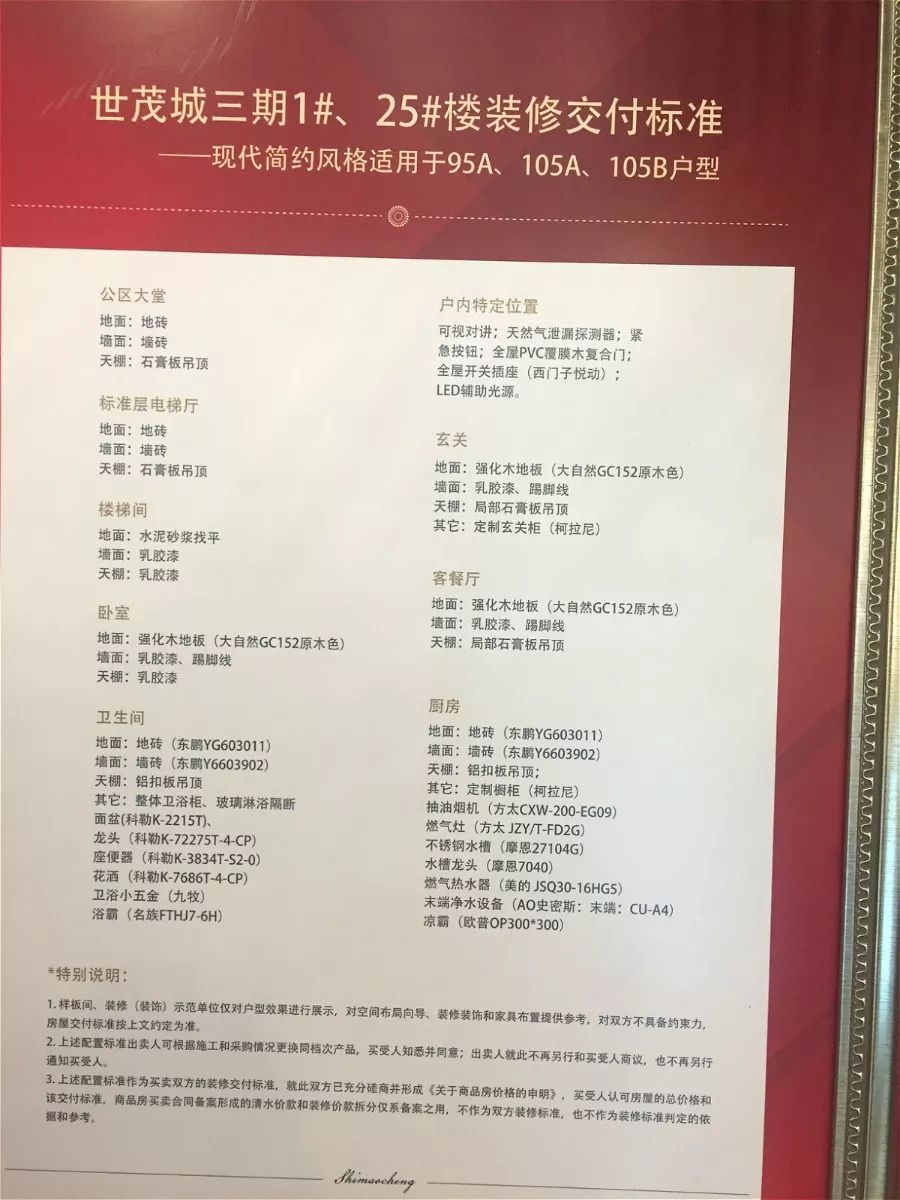 世茂城三期1#、25#楼装修交付标准
——现代简约风格适用于95A、105A、105B户型
公区大堂
地面：地砖
墙面：墙砖
天棚：石膏板吊顶
标准层电梯厅
地面：地砖
墙面：墙砖
天棚：石膏板吊顶
楼梯间
地面：水泥砂浆找平
墙面：乳胶漆
天棚：乳胶漆
卧室
地面：强化木地板（大自然GC152原木色）
墙面：乳胶漆、踢脚线
天棚：乳胶漆
卫生间
地面：地砖（东鹏YG603011）
墙面：墙砖（东鹏Y6603902）
天棚：铝扣板吊顶
其它：整体卫浴柜、玻璃淋浴隔断
面盆(科勒K-2215T)、
龙头（科勒K-72275T-4-CP）
座便器（科勒K-3834T-S2-0）
花洒（科勒K-7686T-4-CP）
卫浴小五金（九牧）
浴霸（名族FTHJ7-6H）
户内特定位置
可视对讲；天然气泄漏探测器；紧
急按钮；全屋PVC覆膜木复合门；
全屋开关插座（西门子悦动）；
LED辅助光源。
玄关
地面：强化木地板（大自然GC152原木色）
墙面：乳胶漆、踢脚线
天棚：局部石膏板吊顶
其它：定制玄关柜（柯拉尼）
客餐厅
地面：强化木地板（大自然GC152原木色）
墙面：乳胶漆、踢脚线
天棚：局部石膏板吊顶
厨房
地面：地砖（东鹏YG603011）
墙面：墙砖（东鹏Y6603902）
天棚：铝扣板吊顶；
其它：定制橱柜（柯拉尼）
抽油烟机（方太CXW-200-EG09）
燃气灶（方太 JZY/T-FD2G）
不锈钢水槽（摩恩27104G）
水槽龙头（摩恩7040）
燃气热水器（美的 JSQ30-16HG5）
末端净水设备（AO史密斯：末端：CU-A4）
凉霸（欧普OP300*300）
*特别说明：
1. 样板间、装修（装饰）示范单位仅对户型效果进行展示，对空间布局向导、装修装饰和家具布置提供参考，对双方不具备约束力，
房屋交付标准按上文约定为准。
2. 上述配置标准出卖人可根据施工和采购情况更换同档次产品，买受人知悉并同意；出卖人就此不再另行和买受人商议，也不再另行
通知买受人。
3. 上述配置标准作为买卖双方的装修交付标准，就此双方已充分磋商并形成《关于商品房价格的申明》，买受人认可房屋的总价格和
该交付标准，商品房买卖合同备案形成的清水价款和装修价款拆分仅系备案之用，不作为双方装修标准，也不作为装修标准判定的依
据和参考。
Shimaocheng